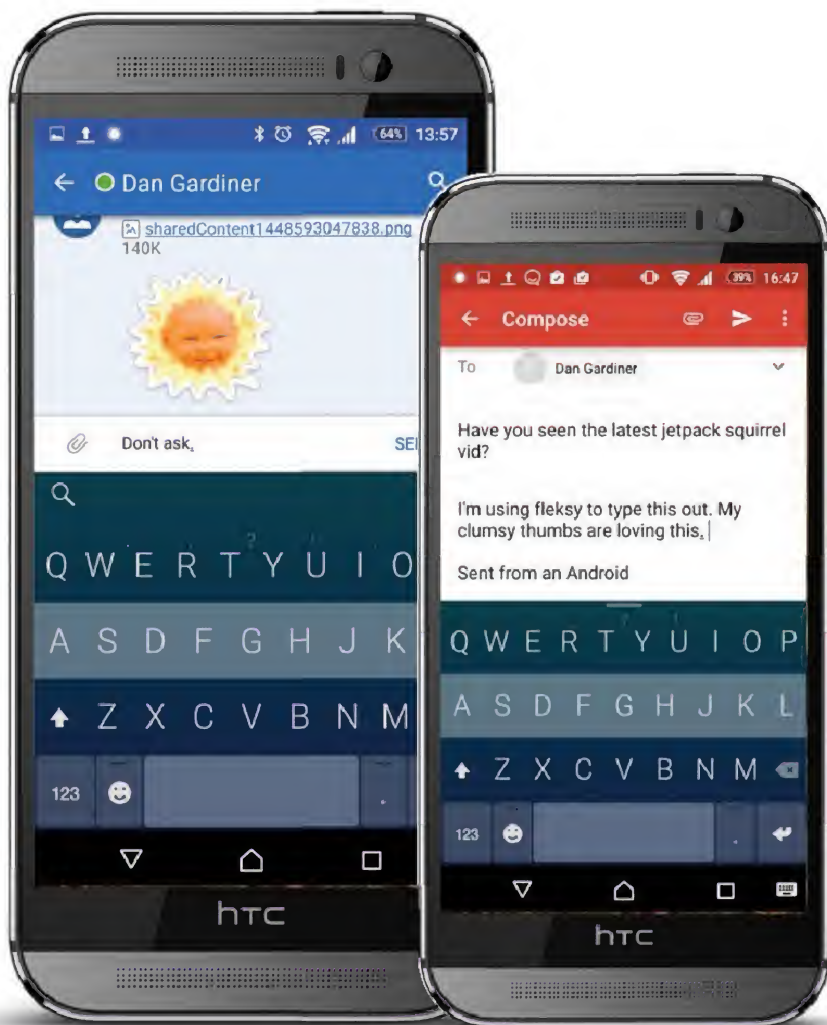 64% 13:57
Dan Gardiner
sharedContent1448593047838.png
140K
Don't ask.
Q W E R T Y U I O
A S D F G H J K
Z X C V B N M
123 .
hTC
39% 16:47
Compose
To Dan Gardiner
Have you seen the latest jetpack squirrel
vid?
I'm using fleksy to type this out. My
clumsy thumbs are loving this.
Sent from an Android
Q W E R T Y U I O P
A S D F G H J K L
Z X C V B N M
123 .
hTC